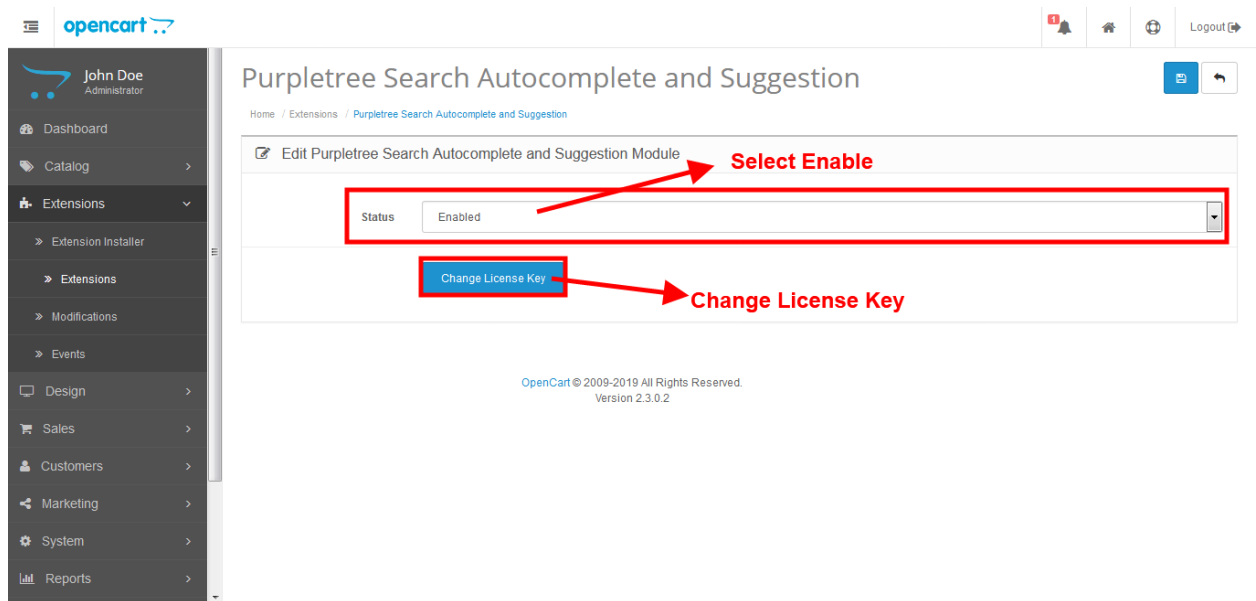 opencart
1
Logout
John Doe
Administrator
Dashboard
Catalog
Extensions
Extension Installer
Extensions
Modifications
Events
Design
Sales
Customers
Marketing
System
Reports
Purpletree Search Autocomplete and Suggestion
Home / Extensions / Purpletree Search Autocomplete and Suggestion
Edit Purpletree Search Autocomplete and Suggestion Module
Select Enable
Status Enabled
Change License Key
Change License Key
OpenCart © 2009-2019 All Rights Reserved.
Version 2.3.0.2